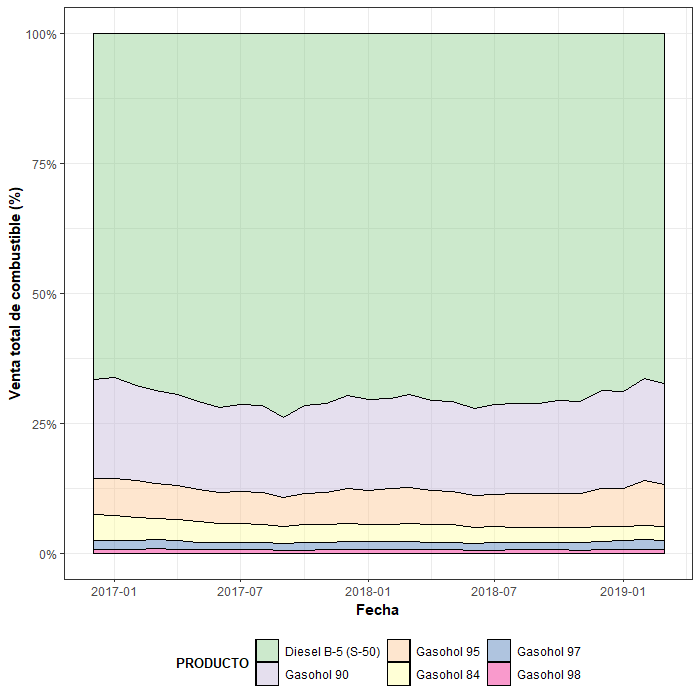 100%
75%
50%
25%
0%
Venta total de combustible (%)
2017-01 2017-07 2018-01 2018-07 2019-01
Fecha
PRODUCTO
Diesel B-5 (S-50) Gasohol 95 Gasohol 97
Gasohol 90 Gasohol 84 Gasohol 98